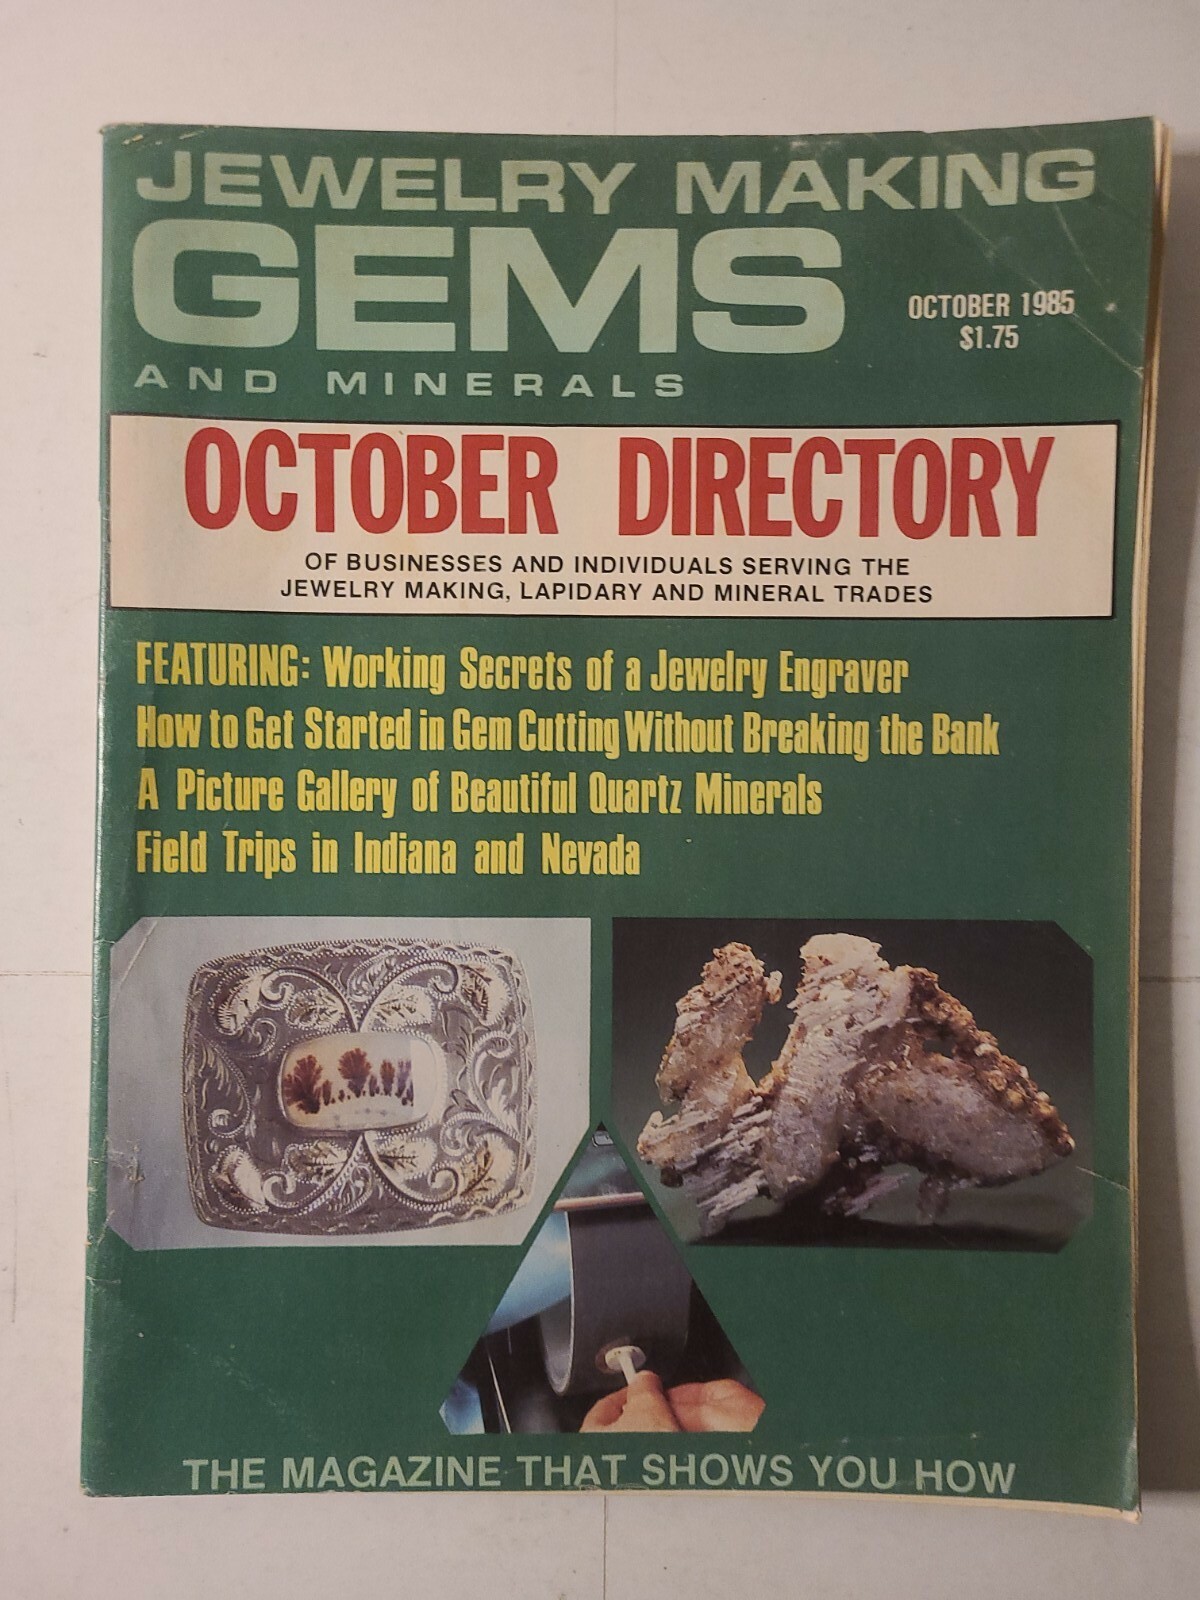 JEWELRY MAKING
GEMS
AND MINERALS
OCTOBER 1985
$1.75
OCTOBER DIRECTORY
OF BUSINESSES AND INDIVIDUALS SERVING THE
JEWELRY MAKING, LAPIDARY AND MINERAL TRADES
FEATURING: Working Secrets of a Jewelry Engraver
How to Get Started in Gem Cutting Without Breaking the Bank
A Picture Gallery of Beautiful Quartz Minerals
Field Trips in Indiana and Nevada
THE MAGAZINE THAT SHOWS YOU HOW